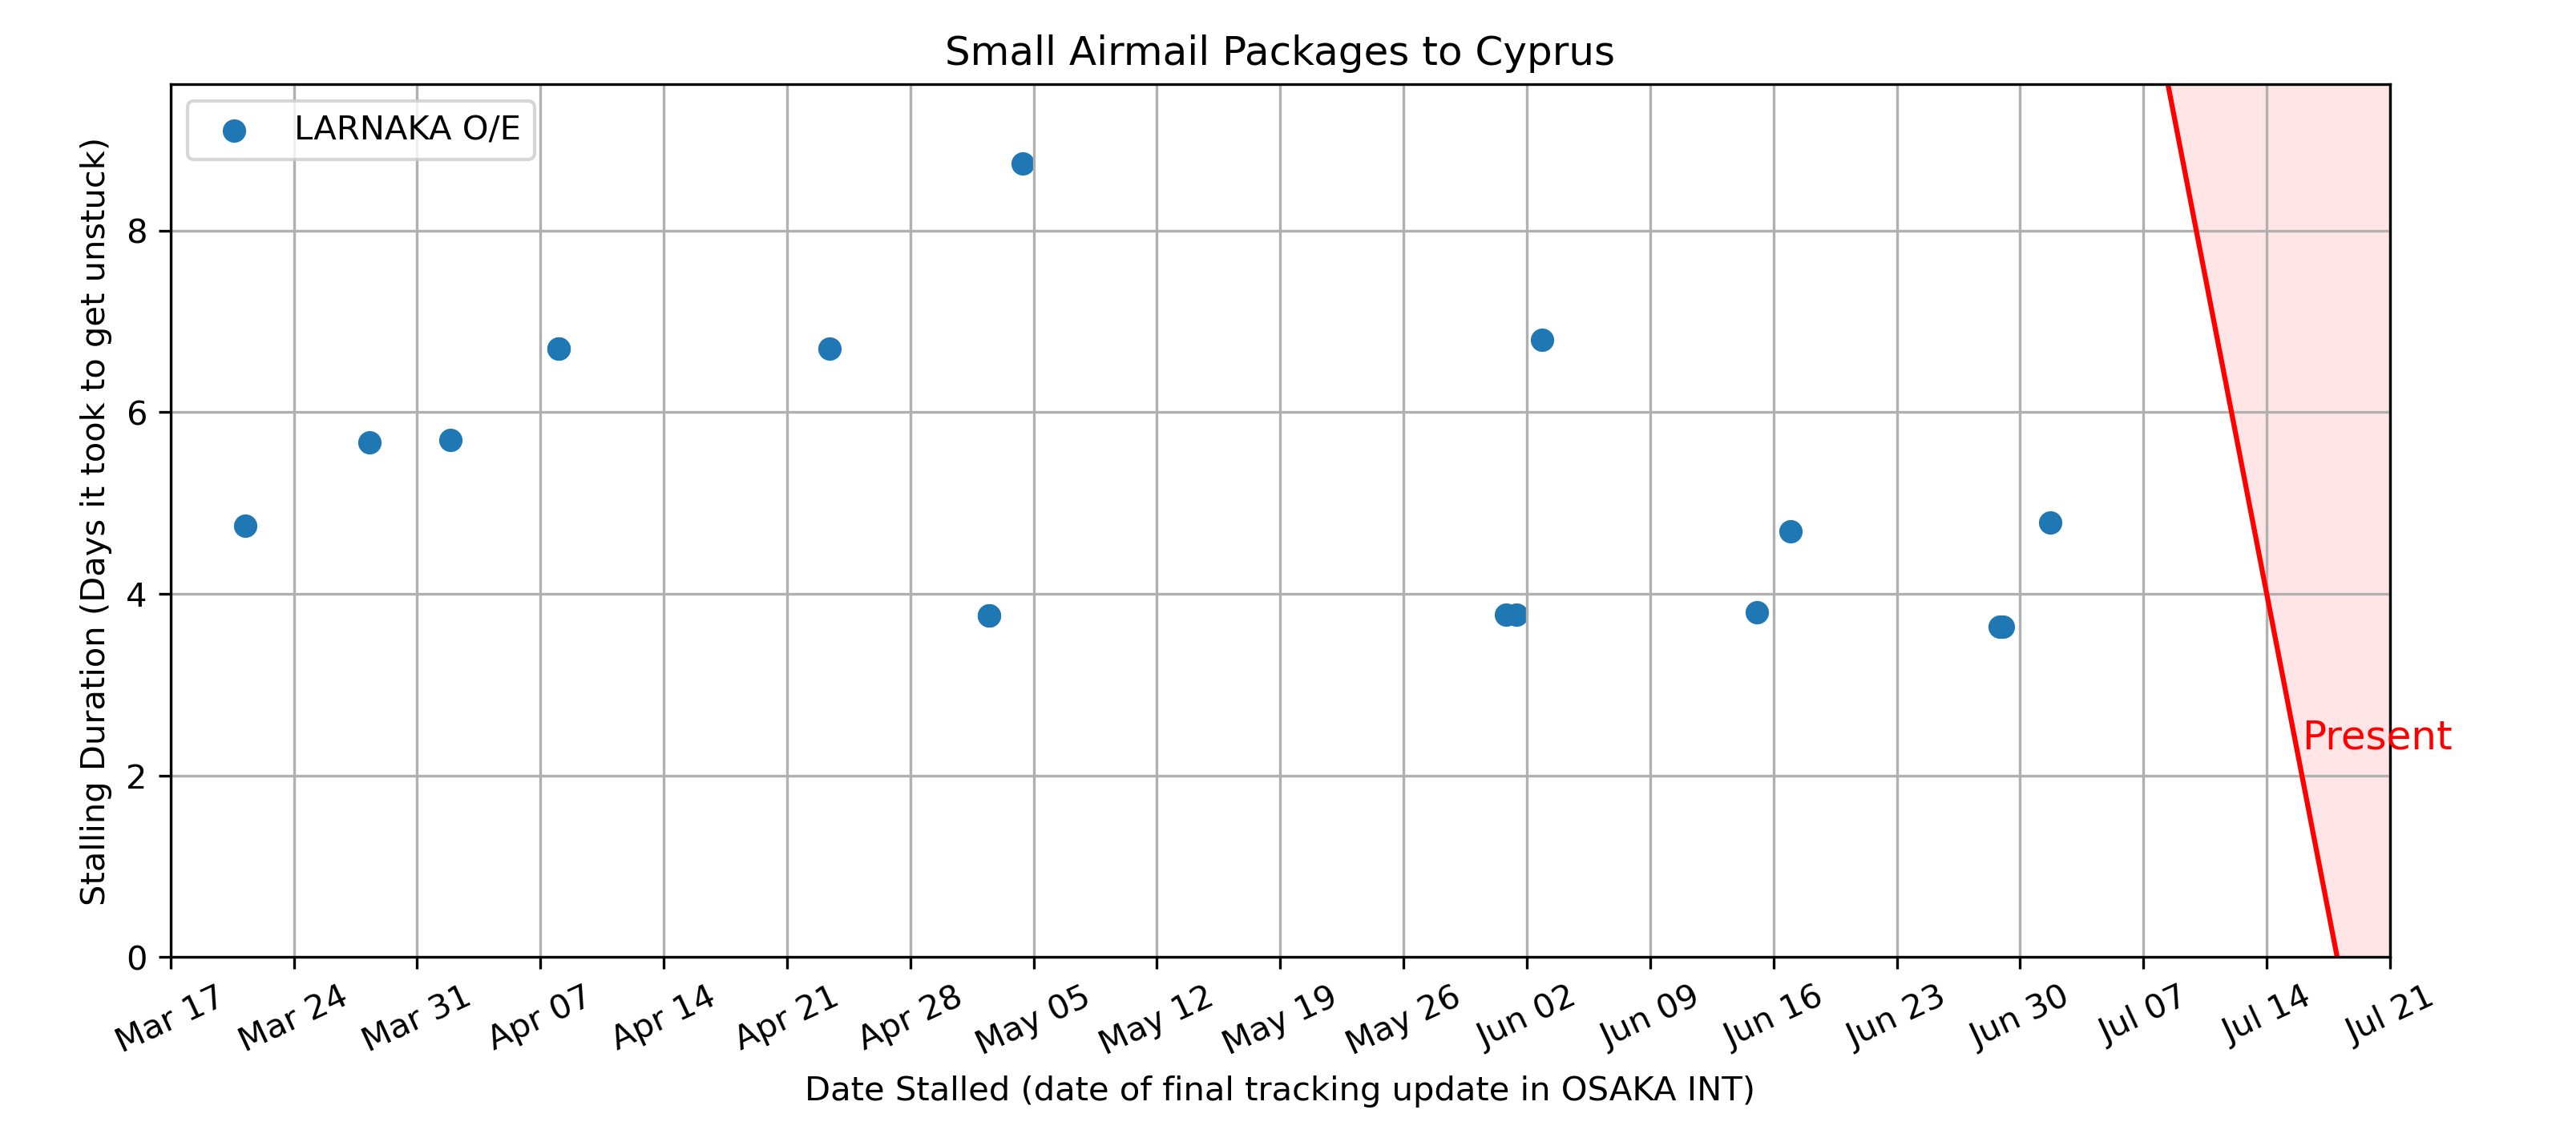 Small Airmail Packages to Cyprus
LARNAKA O/E
Stalling Duration (Days it took to get unstuck)
8
6
4
2
0
Present
Mar 17
Mar 24
Mar 31
Apr 07
Apr 14
Apr 21
Apr 28
May 05
May 12
May 19
May 26
Jun 02
Jun 09
Jun 16
Jun 23
Jun 30
Jul 07
Jul 14
Jul 21
Date Stalled (date of final tracking update in OSAKA INT)